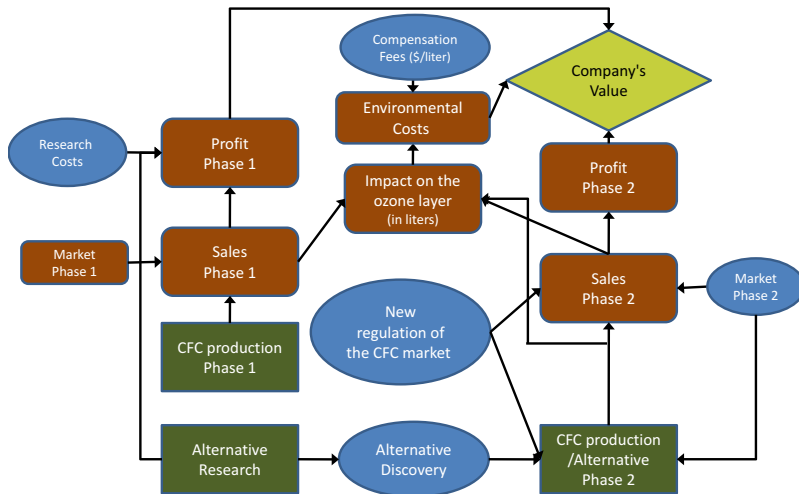 Compensation
Fees ($/liter)
Company's
Value
Environmental
Costs
Research
Costs
Profit
Phase 1
Impact on the
ozone layer
(in liters)
Profit
Phase 2
Market
Phase 1
Sales
Phase 1
Sales
Phase 2
Market
Phase 2
New
regulation of
the CFC market
CFC production
Phase 1
Alternative
Research
Alternative
Discovery
CFC production
/Alternative
Phase 2